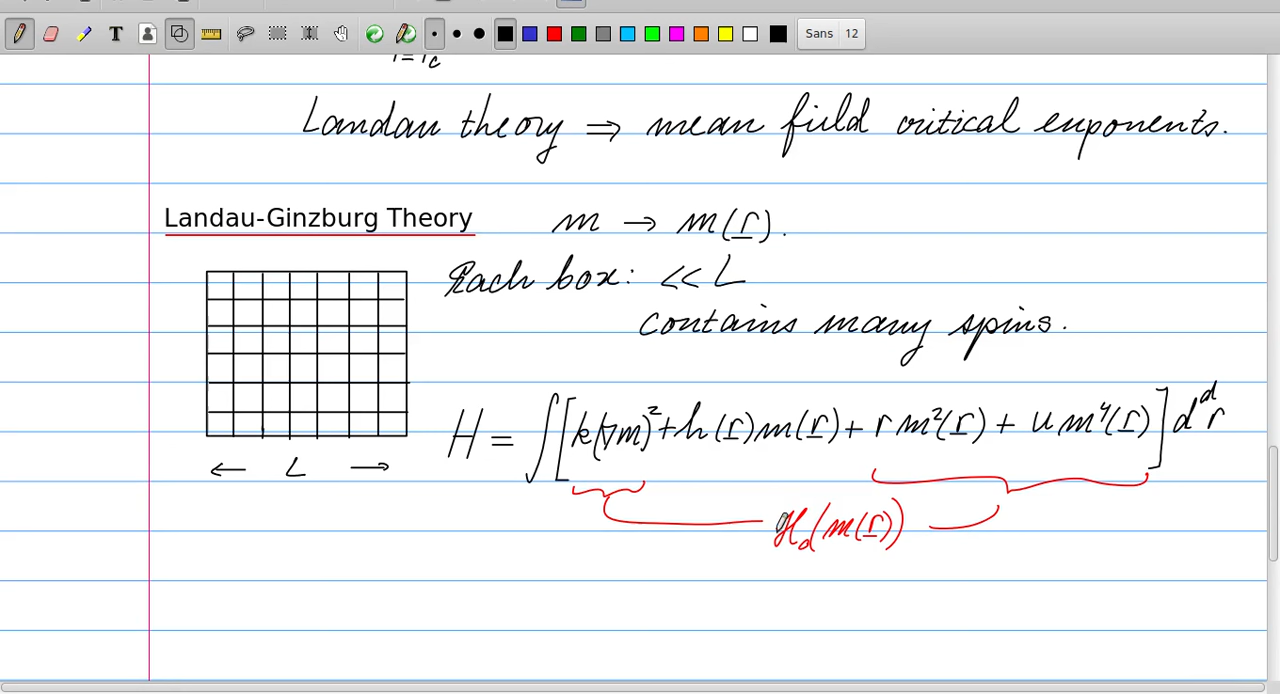 Sans 12
T = T_c
Landau theory ⇒ mean field critical exponents.
Landau-Ginzburg Theory m → m(r).
Each box: << L
contains many spins.
H = ∫[k(∇m)² + h(r)m(r) + r m²(r) + u m⁴(r)] dᵈr
← L →
H₀(m(r))